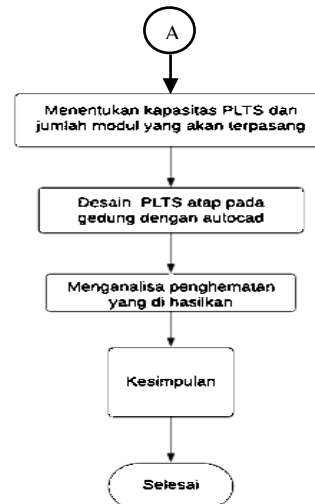 A
Menentukan kapasitas PLTS dan
jumlah modul yang akan terpasang
Desain PLTS atap pada
gedung dengan autocad
Menganalisa penghematan
yang di hasilkan
Kesimpulan
Selesai